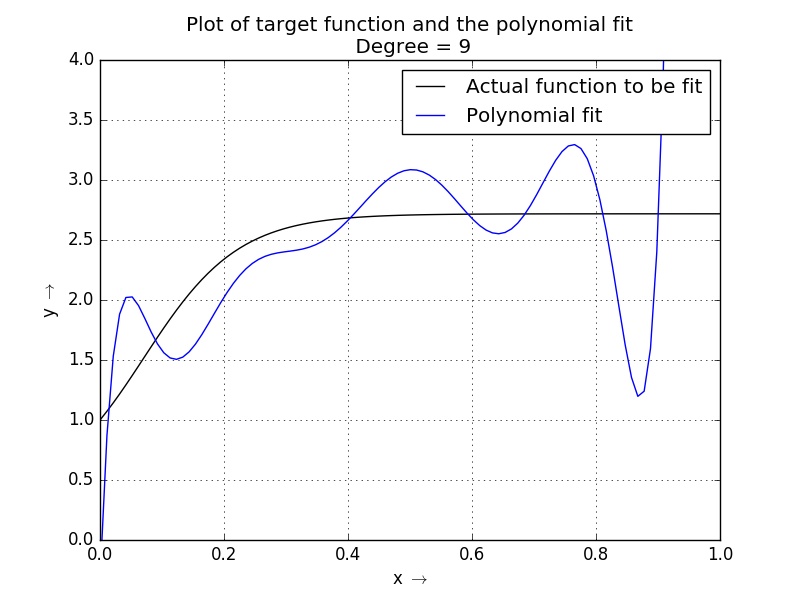 Plot of target function and the polynomial fit
Degree = 9
Actual function to be fit
Polynomial fit
4.0
3.5
3.0
2.5
2.0
1.5
1.0
0.5
0.0
y →
0.0 0.2 0.4 0.6 0.8 1.0
x →